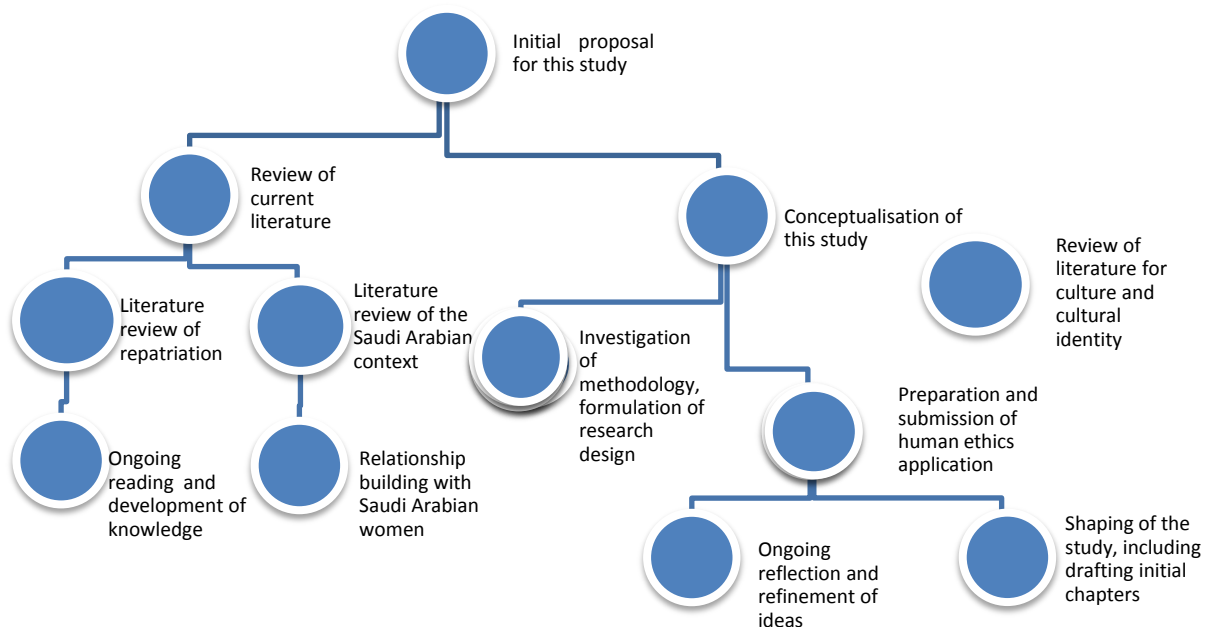 Initial proposal
for this study
Review of
current
literature
Conceptualisation of
this study
Review of
literature for
culture and
cultural
identity
Literature
review of
repatriation
Literature
review of the
Saudi Arabian
context
Investigation
of
methodology,
formulation of
research
design
Preparation and
submission of
human ethics
application
Ongoing
reading and
development of
knowledge
Relationship
building with
Saudi Arabian
women
Ongoing
reflection and
refinement of
ideas
Shaping of the
study, including
drafting initial
chapters